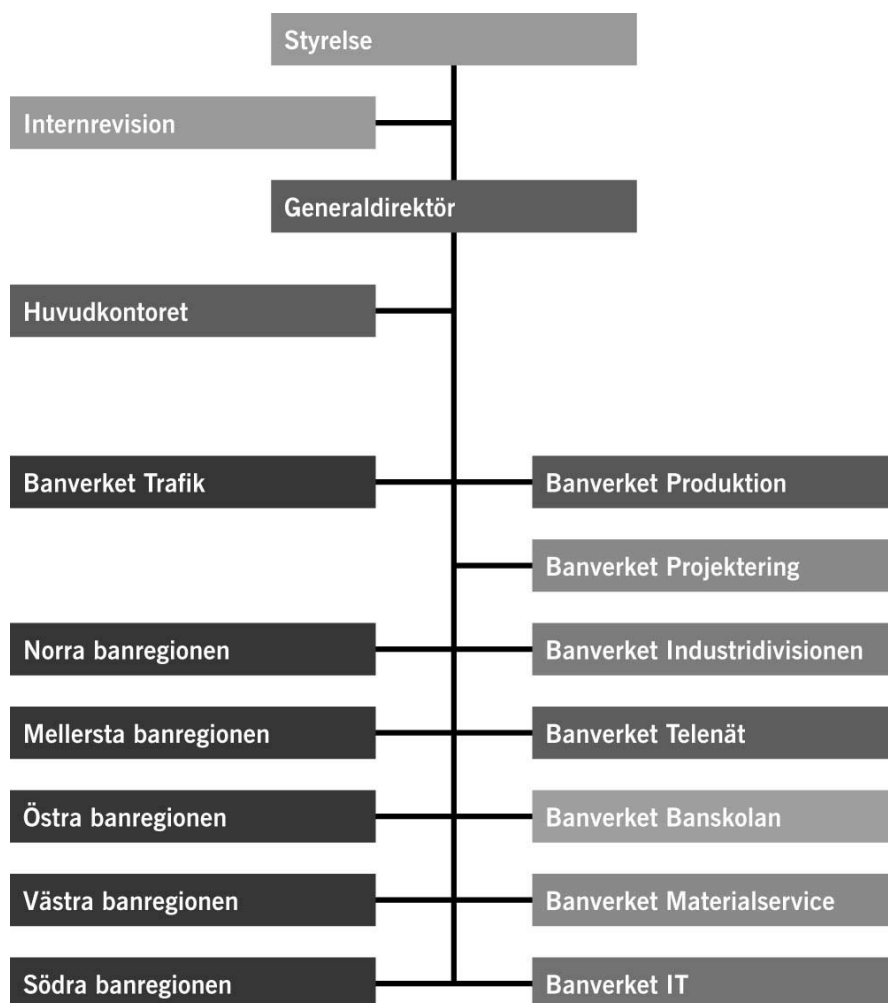 Styrelse
Internrevision
Generaldirektör
Huvudkontoret
Banverket Trafik
Banverket Produktion
Banverket Projektering
Norra banregionen
Banverket Industridivisionen
Mellersta banregionen
Banverket Telenät
Östra banregionen
Banverket Banskolan
Västra banregionen
Banverket Materialservice
Södra banregionen
Banverket IT